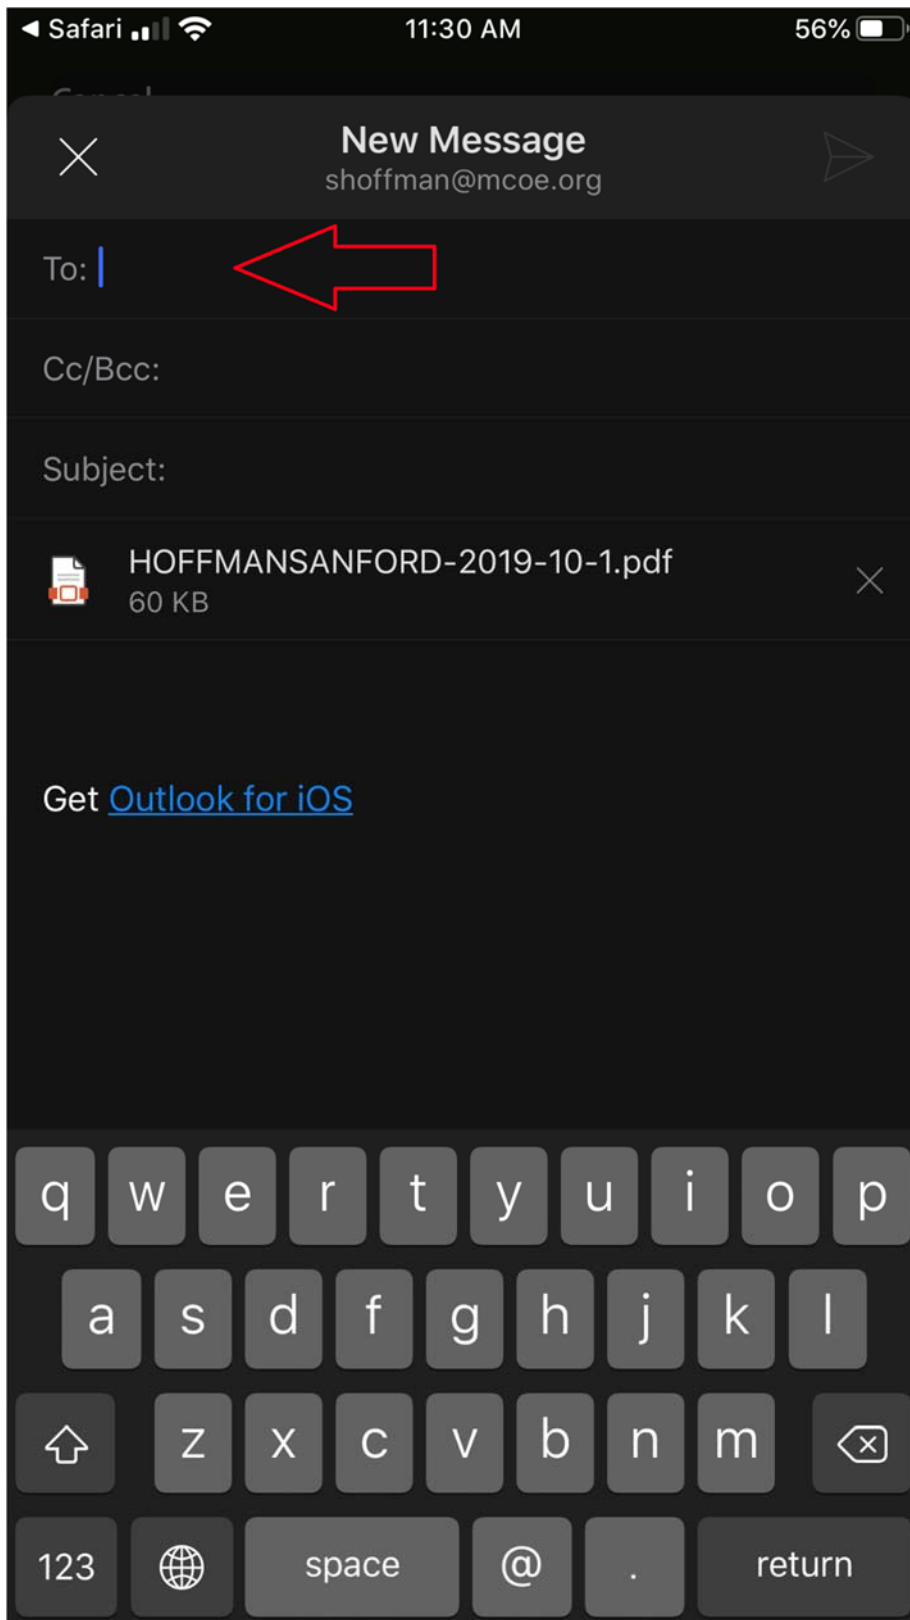 Safari
11:30 AM
56%
Cancel
New Message
shoffman@mcoe.org
To:
Cc/Bcc:
Subject:
HOFFMANSANFORD-2019-10-1.pdf
60 KB
Get Outlook for iOS
q w e r t y u i o p
a s d f g h j k l
z x c v b n m
123 space @ . return